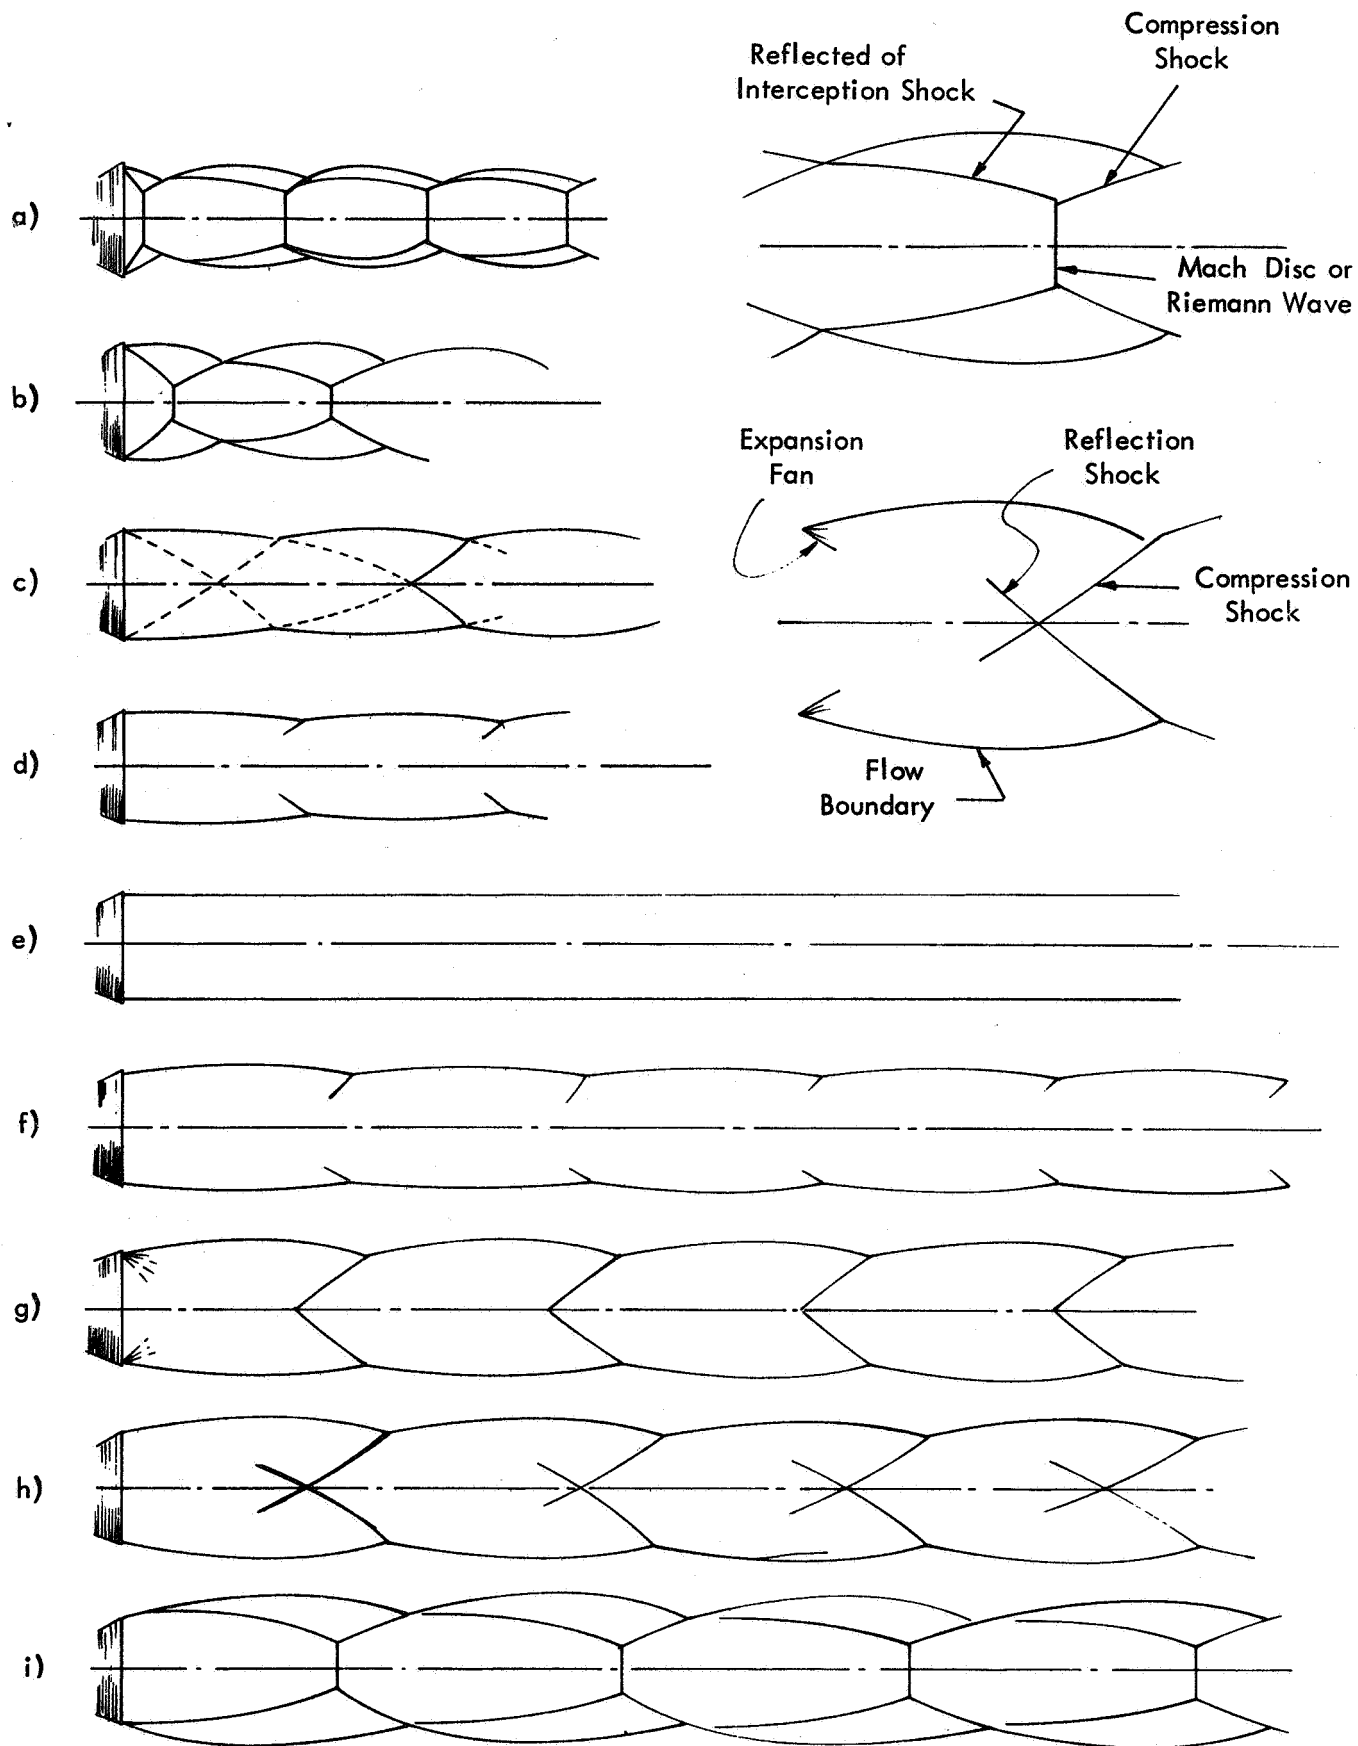 Compression
Shock
Reflected of
Interception Shock
a)
Mach Disc or
Riemann Wave
b)
Expansion
Fan
Reflection
Shock
c)
Compression
Shock
d)
Flow
Boundary
e)
f)
g)
h)
i)